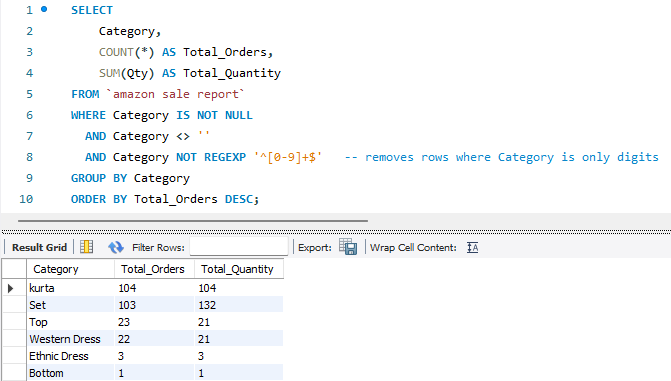 1 SELECT
2 Category,
3 COUNT(*) AS Total_Orders,
4 SUM(Qty) AS Total_Quantity
5 FROM `amazon sale report`
6 WHERE Category IS NOT NULL
7 AND Category <> ''
8 AND Category NOT REGEXP '^[0-9]+$' -- removes rows where Category is only digits
9 GROUP BY Category
10 ORDER BY Total_Orders DESC;
Result Grid Filter Rows: Export: Wrap Cell Content: IA
Category Total_Orders Total_Quantity
kurta 104 104
Set 103 132
Top 23 21
Western Dress 22 21
Ethnic Dress 3 3
Bottom 1 1